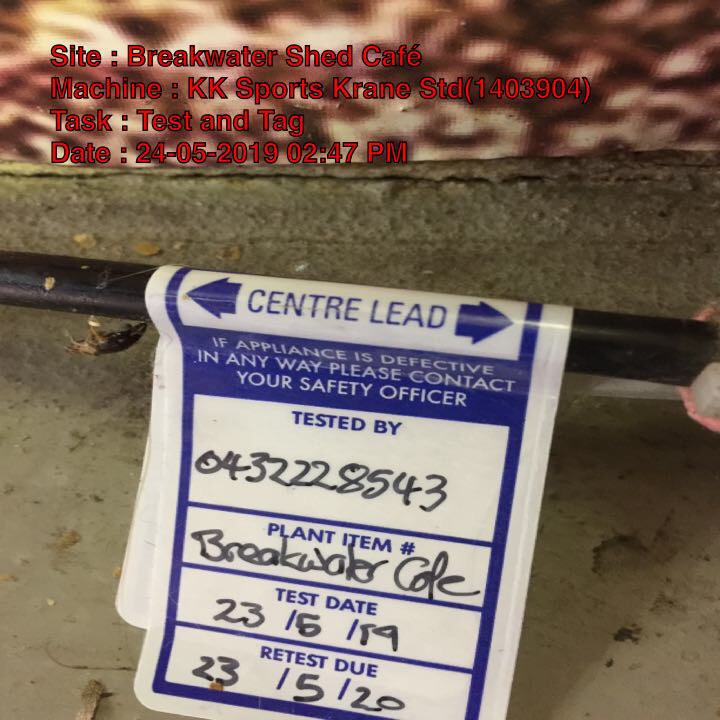 Site : Breakwater Shed Café
Machine : KK Sports Krane Std(1403904)
Task : Test and Tag
Date : 24-05-2019 02:47 PM
CENTRE LEAD
IF APPLIANCE IS DEFECTIVE
IN ANY WAY PLEASE CONTACT
YOUR SAFETY OFFICER
TESTED BY
0432228543
PLANT ITEM #
Breakwater Cafe
TEST DATE
23 /5 /19
RETEST DUE
23 /5/20